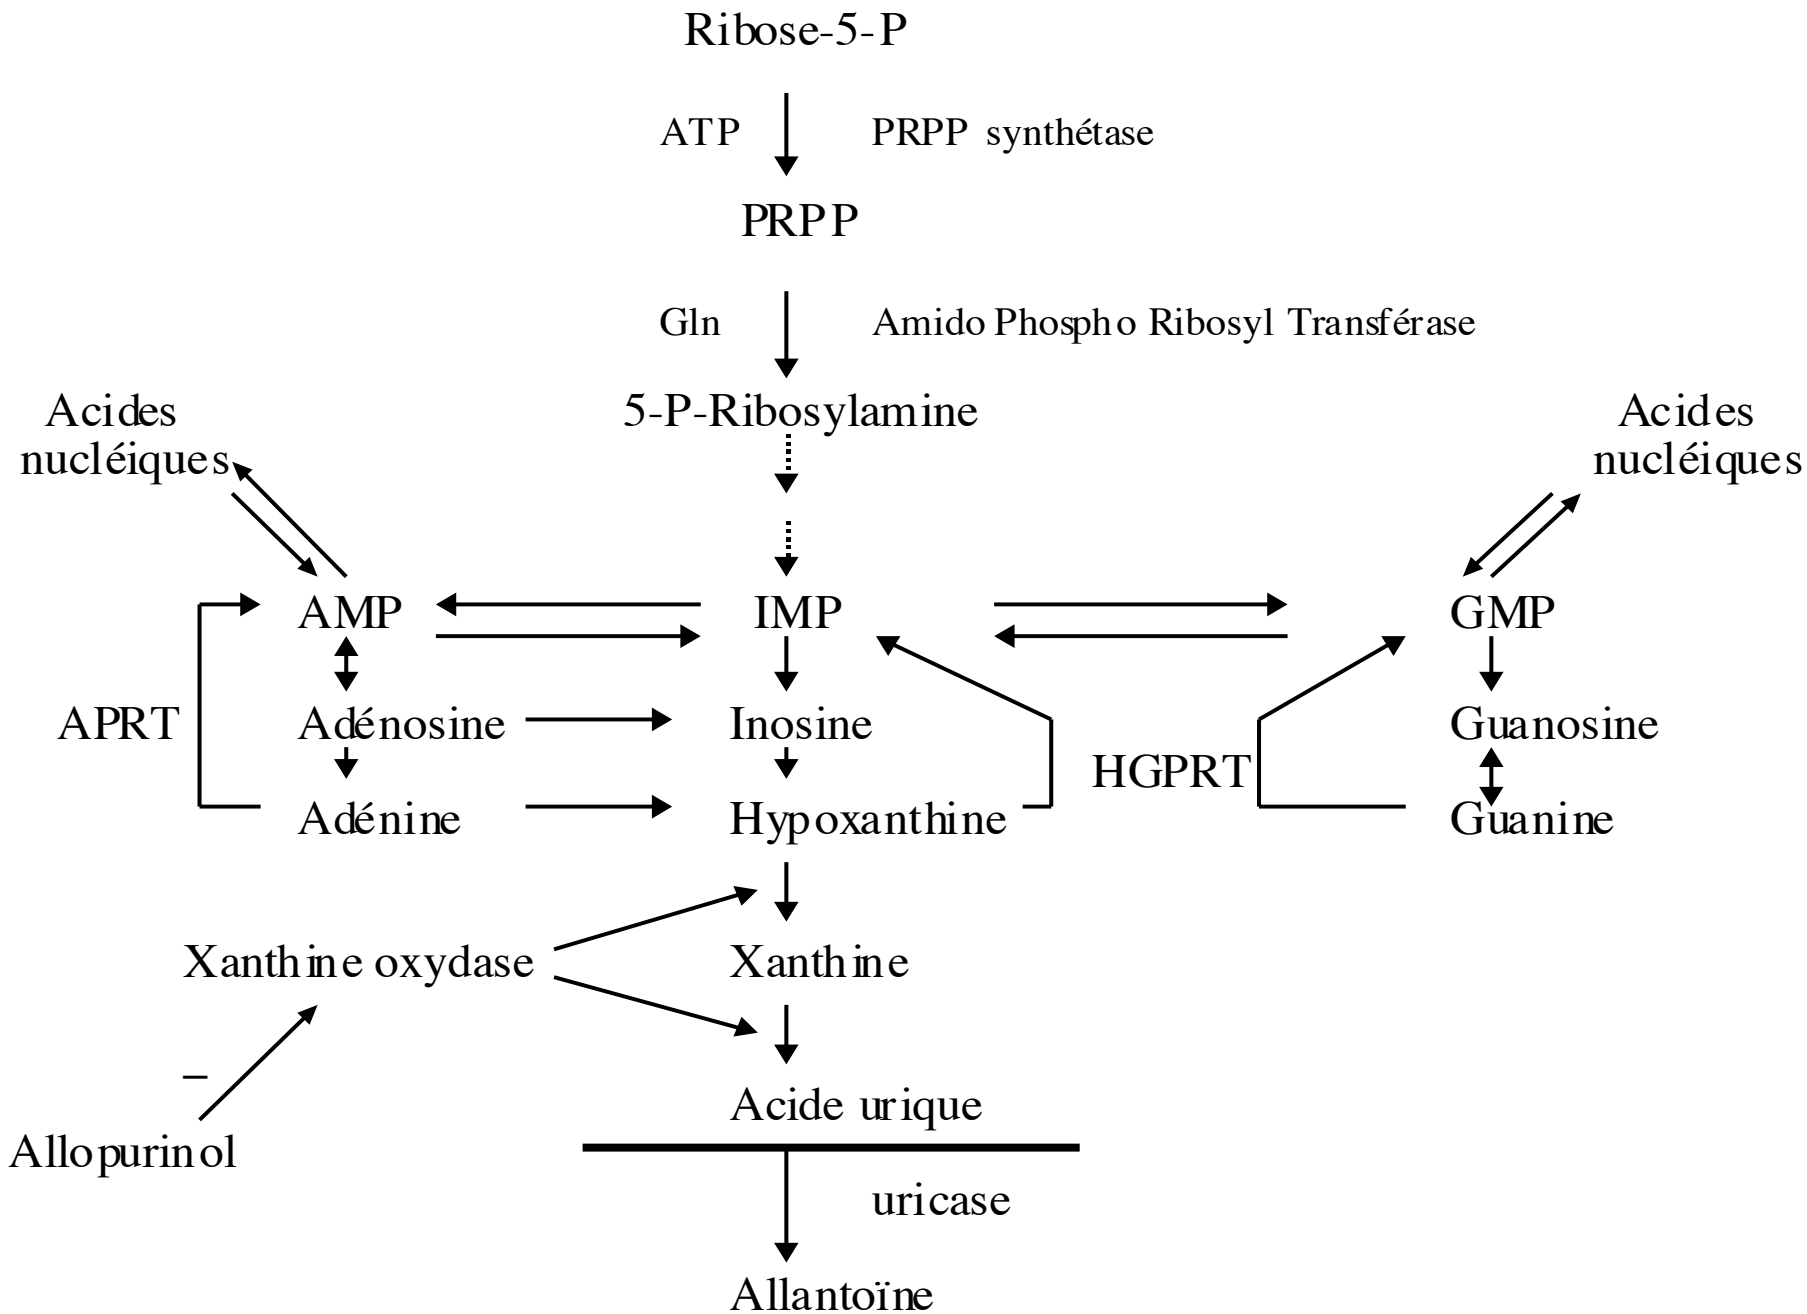 Ribose-5-P
ATP PRPP synthétase
PRPP
Gln Amido Phospho Ribosyl Transférase
Acides
nucléiques
5-P-Ribosylamine
Acides
nucléiques
AMP IMP GMP
APRT Adénosine Inosine Guanosine
HGPRT
Adénine Hypoxanthine Guanine
Xanthine oxydase Xanthine
–
Acide urique
Allopurinol
uricase
Allantoïne